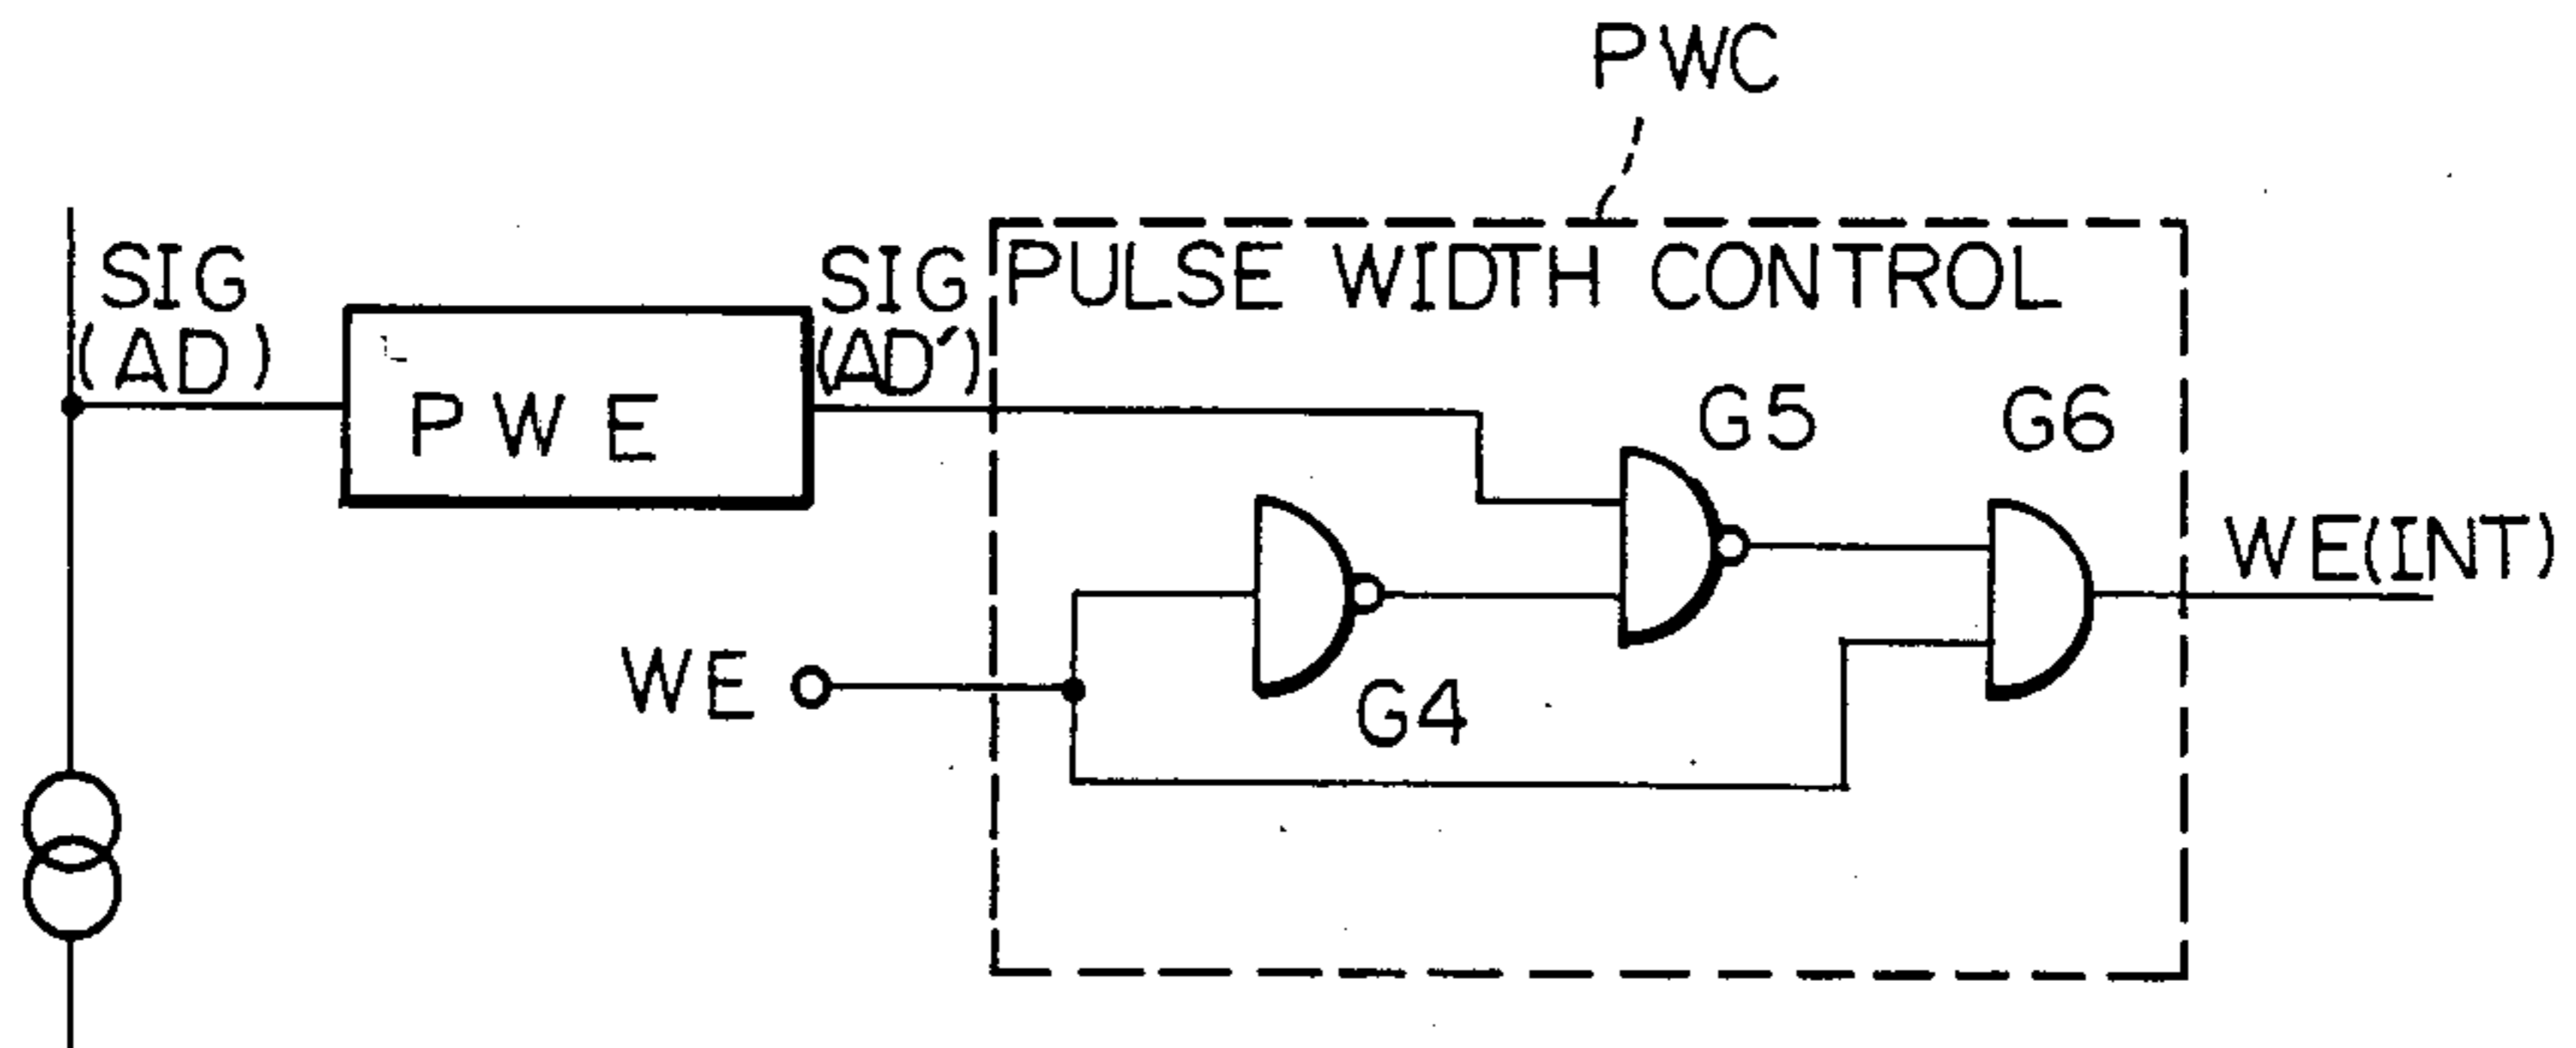 PWC
SIG
(AD)
PWE
SIG
(AD')
PULSE WIDTH CONTROL
G5
G6
WE(INT)
WE
G4